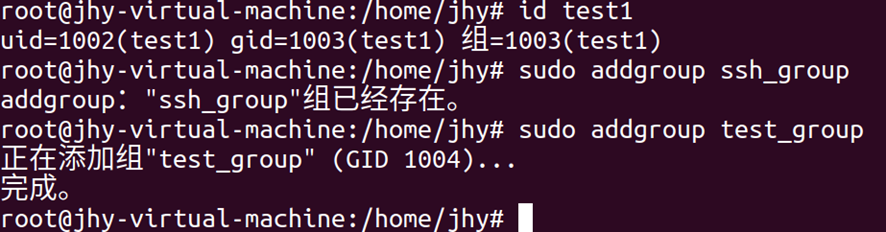 root@jhy-virtual-machine:/home/jhy# id test1
uid=1002(test1) gid=1003(test1) 组=1003(test1)
root@jhy-virtual-machine:/home/jhy# sudo addgroup ssh_group
addgroup："ssh_group"组已经存在。
root@jhy-virtual-machine:/home/jhy# sudo addgroup test_group
正在添加组"test_group" (GID 1004)...
完成。
root@jhy-virtual-machine:/home/jhy#